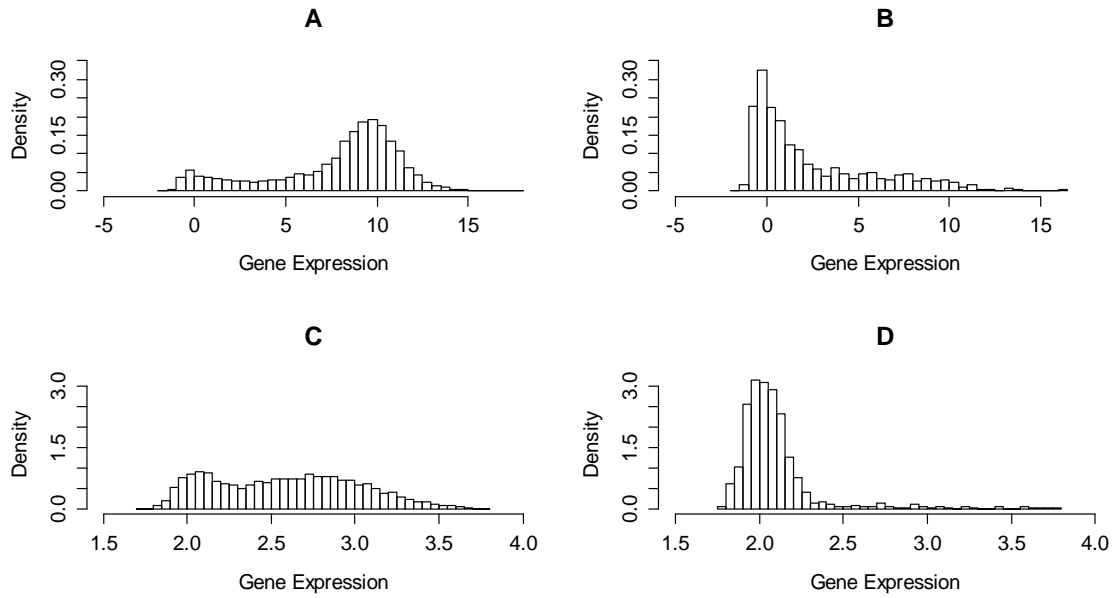 A
Density
0.00 0.15 0.30
-5 0 5 10 15
Gene Expression
B
Density
0.00 0.15 0.30
-5 0 5 10 15
Gene Expression
C
Density
0.0 1.5 3.0
1.5 2.0 2.5 3.0 3.5 4.0
Gene Expression
D
Density
0.0 1.5 3.0
1.5 2.0 2.5 3.0 3.5 4.0
Gene Expression